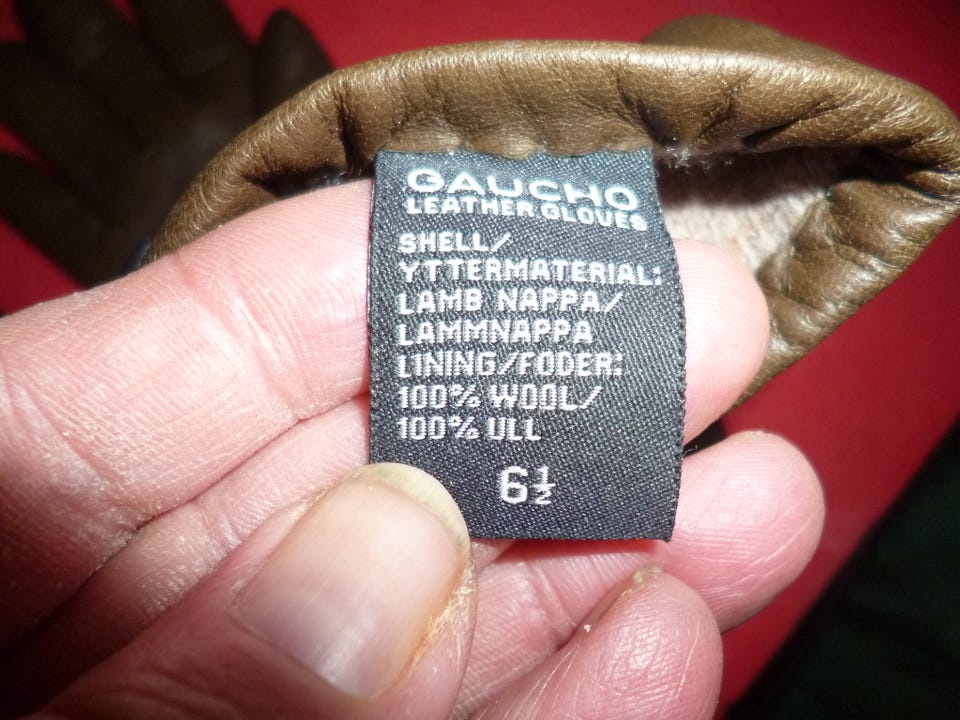 GAUCHO
LEATHER GLOVES
SHELL/
YTTERMATERIAL:
LAMB NAPPA/
LAMMNAPPA
LINING/FODER:
100% WOOL/
100% ULL
6½